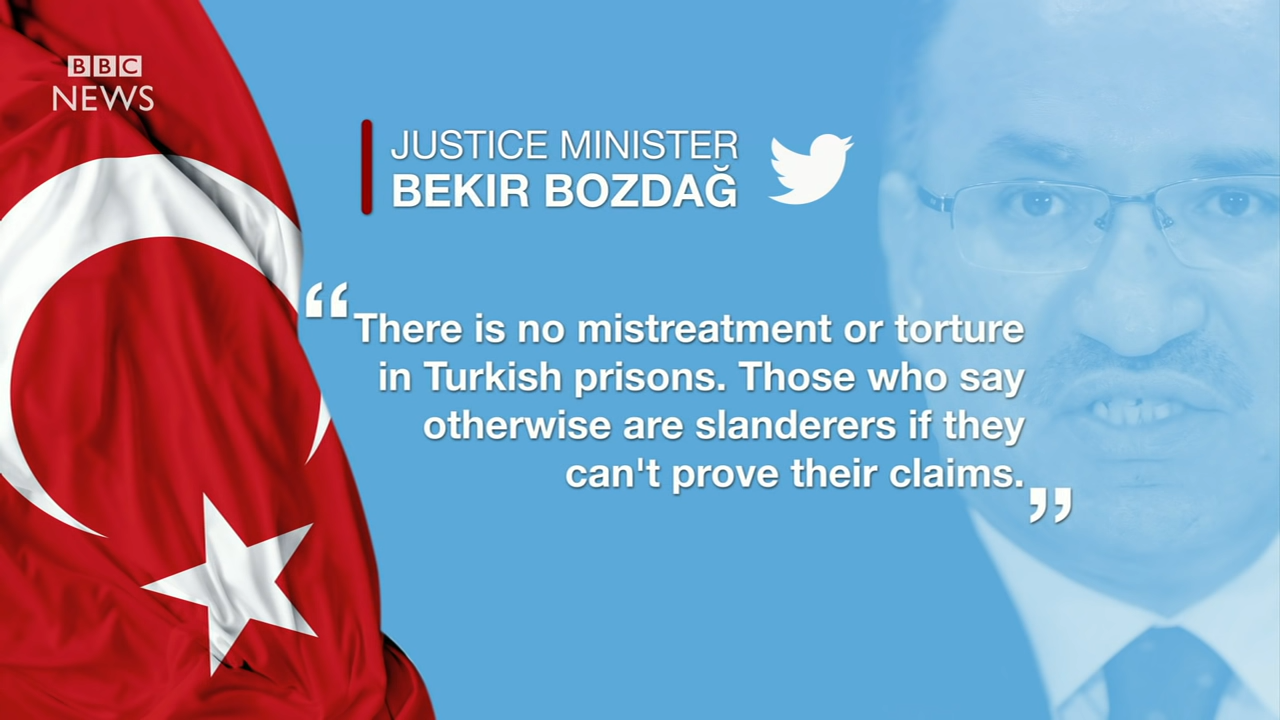 BBC
NEWS
JUSTICE MINISTER
BEKIR BOZDAĞ
“There is no mistreatment or torture
in Turkish prisons. Those who say
otherwise are slanderers if they
can't prove their claims.”